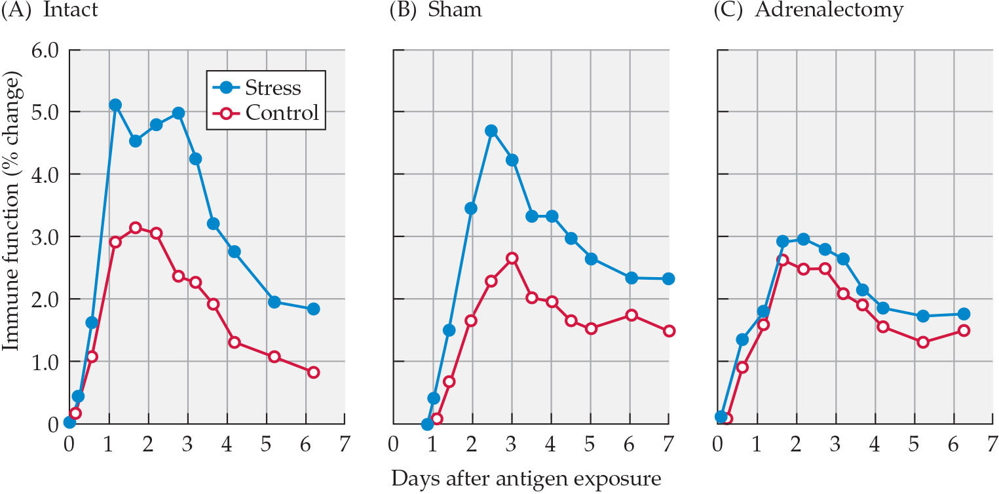 (A) Intact
(B) Sham
(C) Adrenalectomy
Immune function (% change)
6.0
5.0
4.0
3.0
2.0
1.0
0
Stress
Control
0 1 2 3 4 5 6 7
0 1 2 3 4 5 6 7
0 1 2 3 4 5 6 7
Days after antigen exposure